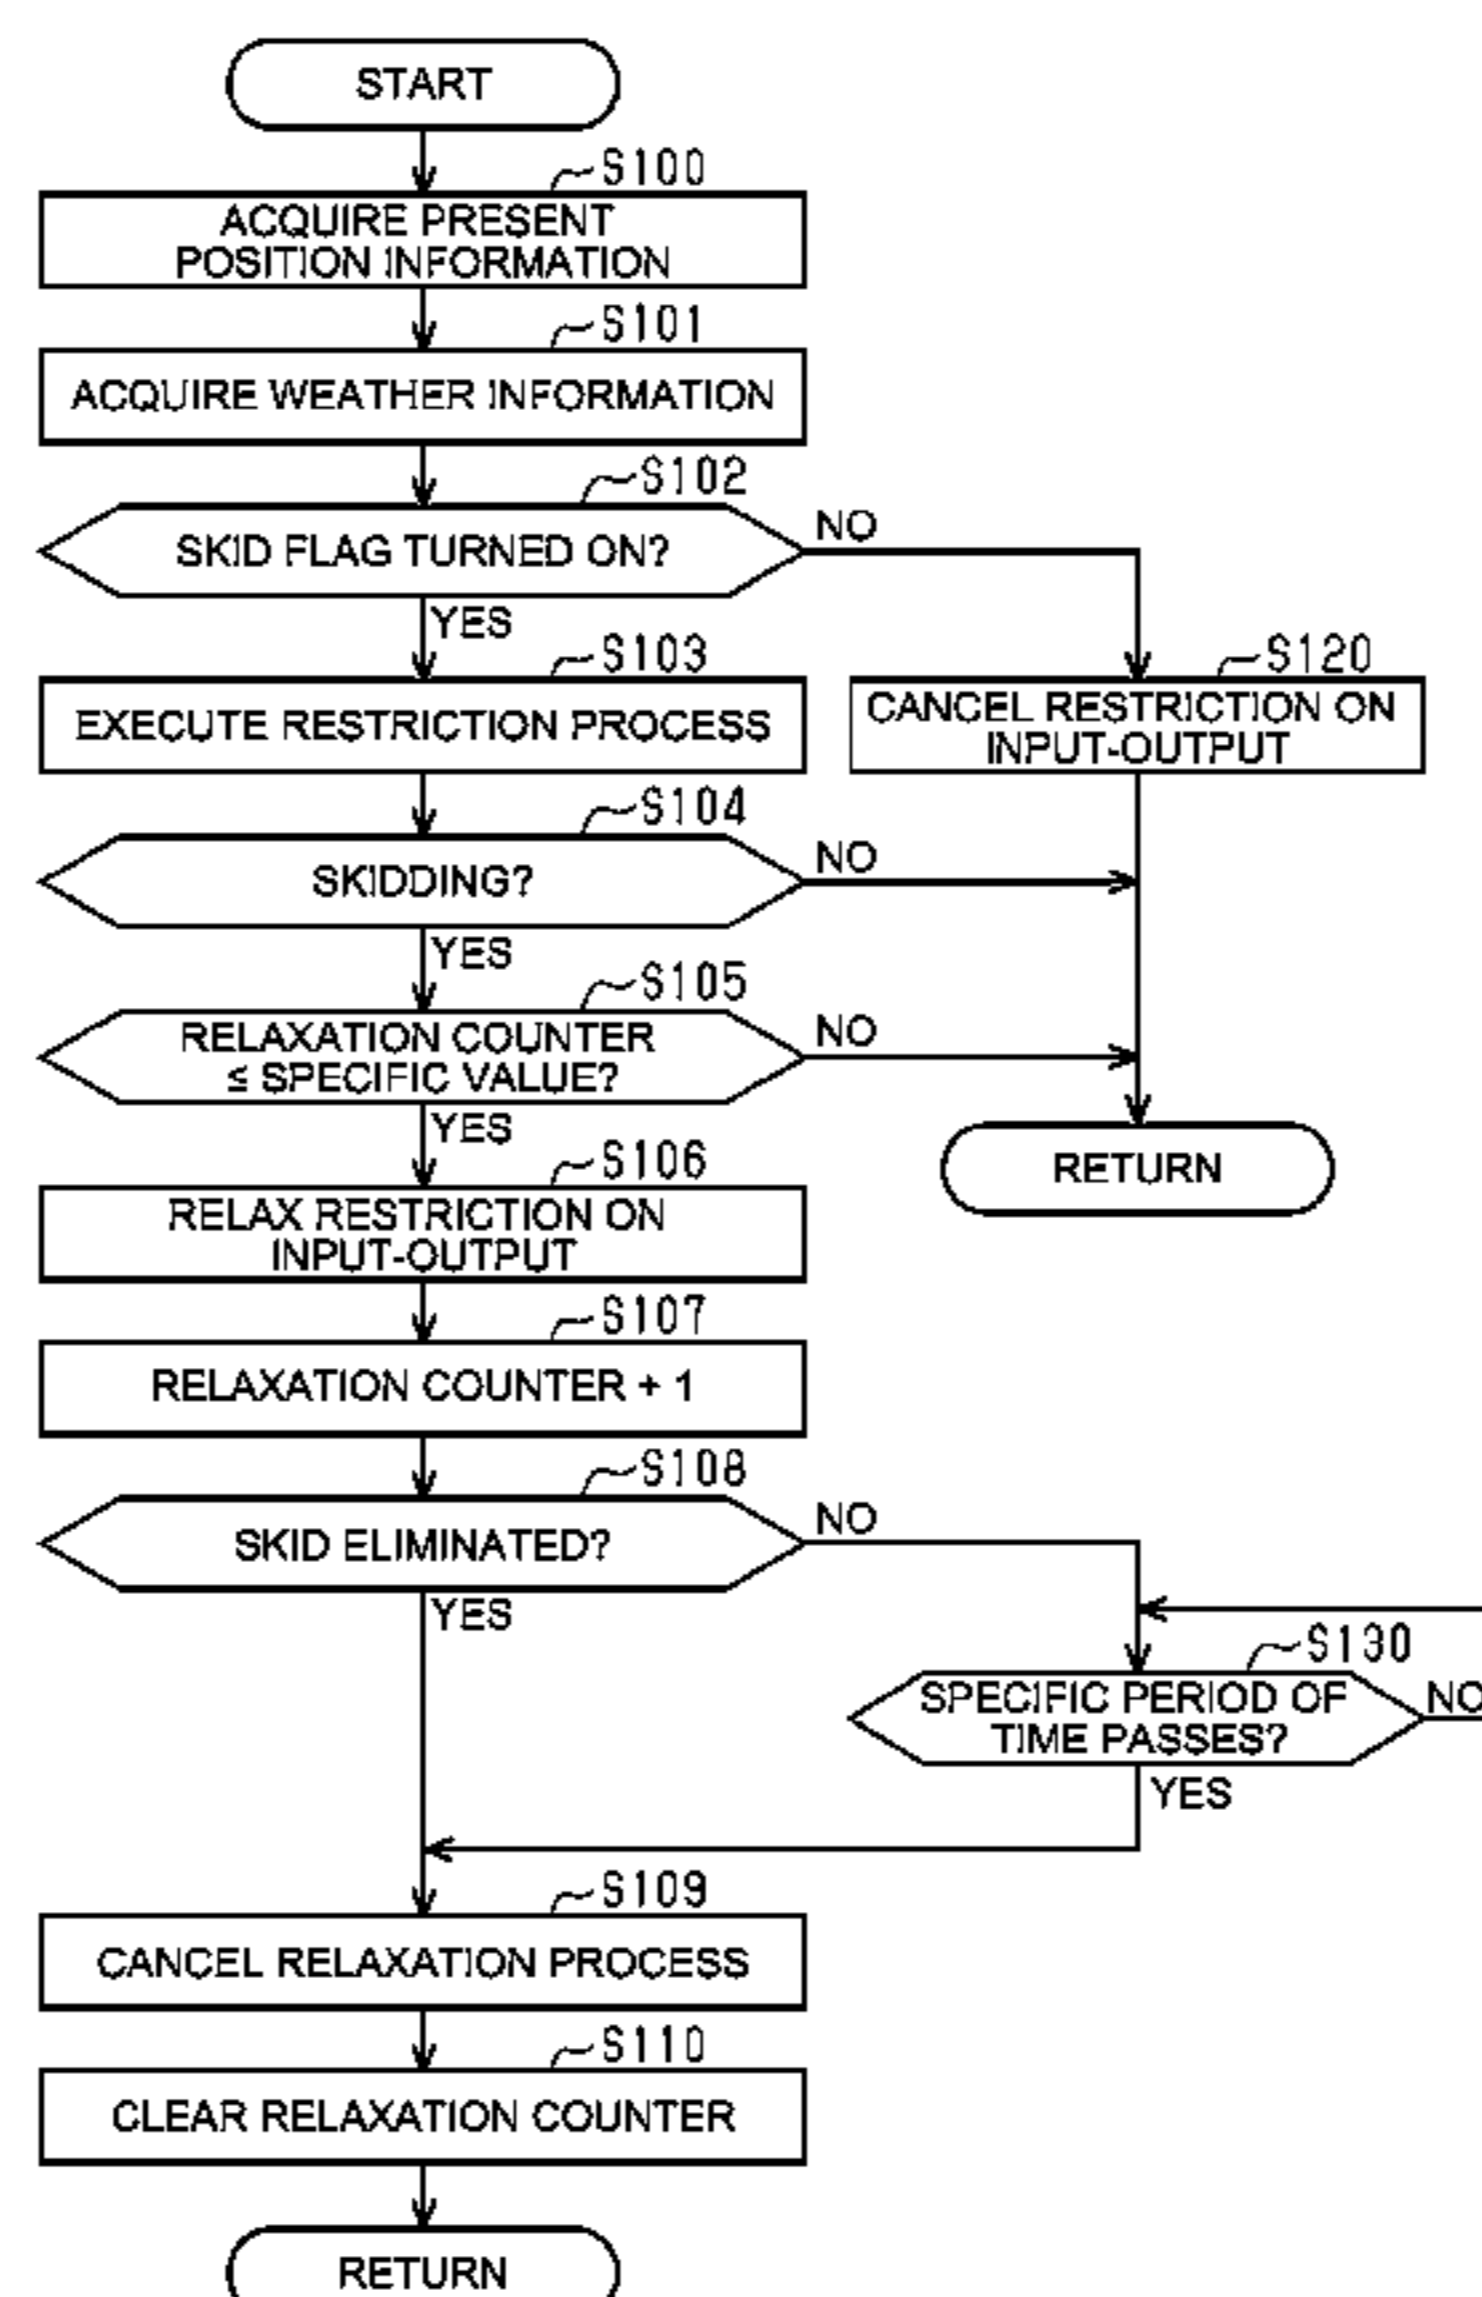 START
S100
ACQUIRE PRESENT
POSITION INFORMATION
S101
ACQUIRE WEATHER INFORMATION
S102
SKID FLAG TURNED ON?
NO
YES
S103
EXECUTE RESTRICTION PROCESS
S120
CANCEL RESTRICTION ON
INPUT-OUTPUT
S104
SKIDDING?
NO
YES
S105
RELAXATION COUNTER
≤ SPECIFIC VALUE?
NO
YES
RETURN
S106
RELAX RESTRICTION ON
INPUT-OUTPUT
S107
RELAXATION COUNTER + 1
S108
SKID ELIMINATED?
NO
YES
S130
SPECIFIC PERIOD OF
TIME PASSES?
NO
YES
S109
CANCEL RELAXATION PROCESS
S110
CLEAR RELAXATION COUNTER
RETURN